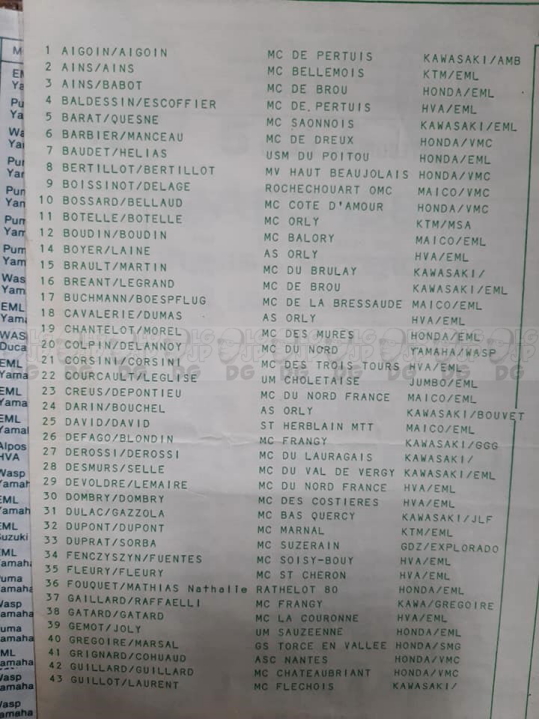 1 AIGOIN/AIGOIN MC DE PERTUIS KAWASAKI/AMB
2 AINS/AINS MC BELLEMOIS KTM/EML
3 AINS/BABOT MC DE BROU HONDA/EML
4 BALDESSIN/ESCOFFIER MC DE PERTUIS HVA/EML
5 BARAT/QUESNE MC SAONNOIS KAWASAKI/EML
6 BARBIER/MANCEAU MC DE DREUX HONDA/VMC
7 BAUDET/HELIAS USM DU POITOU HONDA/EML
8 BERTILLOT/BERTILLOT MV HAUT BEAUJOLAIS HONDA/VMC
9 BOISSINOT/DELAGE ROCHECHOUART OMC MAICO/VMC
10 BOSSARD/BELLAUD MC COTE D'AMOUR HONDA/VMC
11 BOTELLE/BOTELLE MC ORLY KTM/MSA
12 BOUDIN/BOUDIN MC BALORY MAICO/EML
14 BOYER/LAINE AS ORLY HVA/EML
15 BRAULT/MARTIN MC DU BRULAY KAWASAKI/
16 BREANT/LEGRAND MC DE BROU KAWASAKI/EML
17 BUCHMANN/BOESPFLUG MC DE LA BRESSAUDE MAICO/EML
18 CAVALERIE/DUMAS AS ORLY HVA/EML
19 CHANTELOT/MOREL MC DES MURES HONDA/EML
20 COLPIN/DELANNOY MC DU NORD YAMAHA/WASP
21 CORSINI/CORSINI MC DES TROIS TOURS HVA/EML
22 COURCAULT/LEGLISE UM CHOLETAISE JUMBO/EML
23 CREUS/DEPONTIEU MC DU NORD FRANCE MAICO/EML
24 DARIN/BOUCHEL AS ORLY KAWASAKI/BOUVET
25 DAVID/DAVID ST HERBLAIN MTT MAICO/EML
26 DEFAGO/BLONDIN MC FRANGY KAWASAKI/GGG
27 DEROSSI/DEROSSI MC DU LAURAGAIS KAWASAKI/
28 DESMURS/SELLE MC DU VAL DE VERGY KAWASAKI/EML
29 DEVOLDRE/LEMAIRE MC DU NORD FRANCE HVA/EML
30 DOMBRY/DOMBRY MC DES COSTIERES HVA/EML
31 DULAC/GAZZOLA MC BAS QUERCY KAWASAKI/JLF
32 DUPONT/DUPONT MC MARNAL KTM/EML
33 DUPRAT/SORBA MC SUZERAIN GDZ/EXPLORADO
34 FENCZYSZYN/FUENTES MC SOISY-BOUY HVA/EML
35 FLEURY/FLEURY MC ST CHERON HVA/EML
36 FOUQUET/MATHIAS Nathalie RATHELOT 80 HONDA/EML
37 GAILLARD/RAFFAELLI MC FRANGY KAWA/GREGOIRE
38 GATARD/GATARD MC LA COURONNE HVA/EML
39 GEMOT/JOLY UM SAUZEENNE HONDA/EML
40 GREGOIRE/MARSAL GS TORCE EN VALLEE HONDA/SMG
41 GRIGNARD/COHUAUD ASC NANTES HONDA/VMC
42 GUILLARD/GUILLARD MC CHATEAUBRIANT HONDA/VMC
43 GUILLOT/LAURENT MC FLECHOIS KAWASAKI/